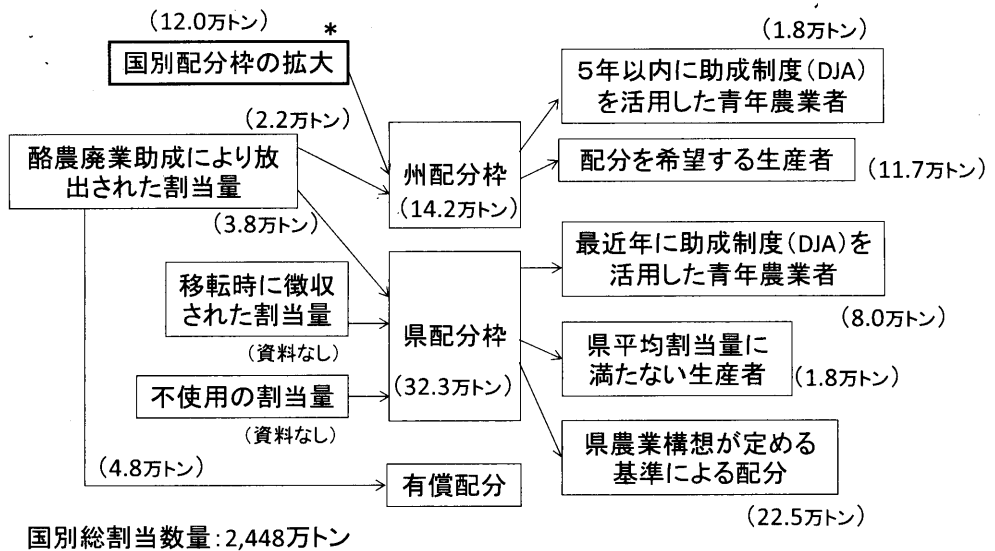 (12.0万トン)
*
国別配分枠の拡大
(2.2万トン)
酪農廃業助成により放
出された割当量
(3.8万トン)
移転時に徴収
された割当量
(資料なし)
不使用の割当量
(資料なし)
(4.8万トン)
州配分枠
(14.2万トン)
県配分枠
(32.3万トン)
有償配分
(1.8万トン)
５年以内に助成制度(DJA)
を活用した青年農業者
配分を希望する生産者
(11.7万トン)
最近年に助成制度(DJA)を
活用した青年農業者
(8.0万トン)
県平均割当量に
満たない生産者
(1.8万トン)
県農業構想が定める
基準による配分
(22.5万トン)
国別総割当数量:2,448万トン